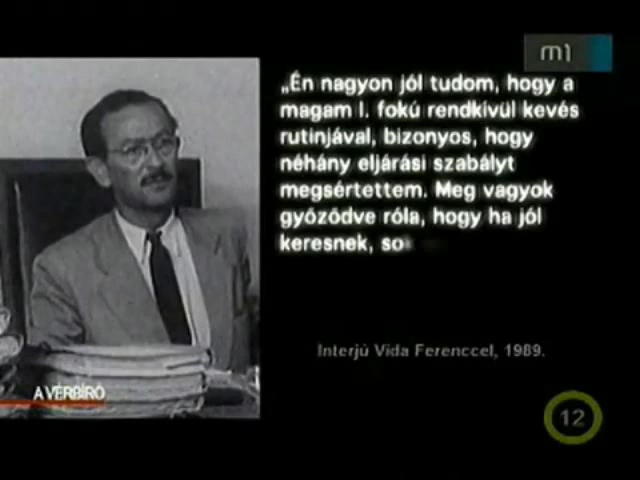 m1
„Én nagyon jól tudom, hogy a
magam I. fokú rendkívül kevés
rutinjával, bizonyos, hogy
néhány eljárási szabályt
megsértettem. Meg vagyok
győződve róla, hogy ha jól
keresnek, so
Interjú Vida Ferenccel, 1989.
A VÉRBÍRÓ
12